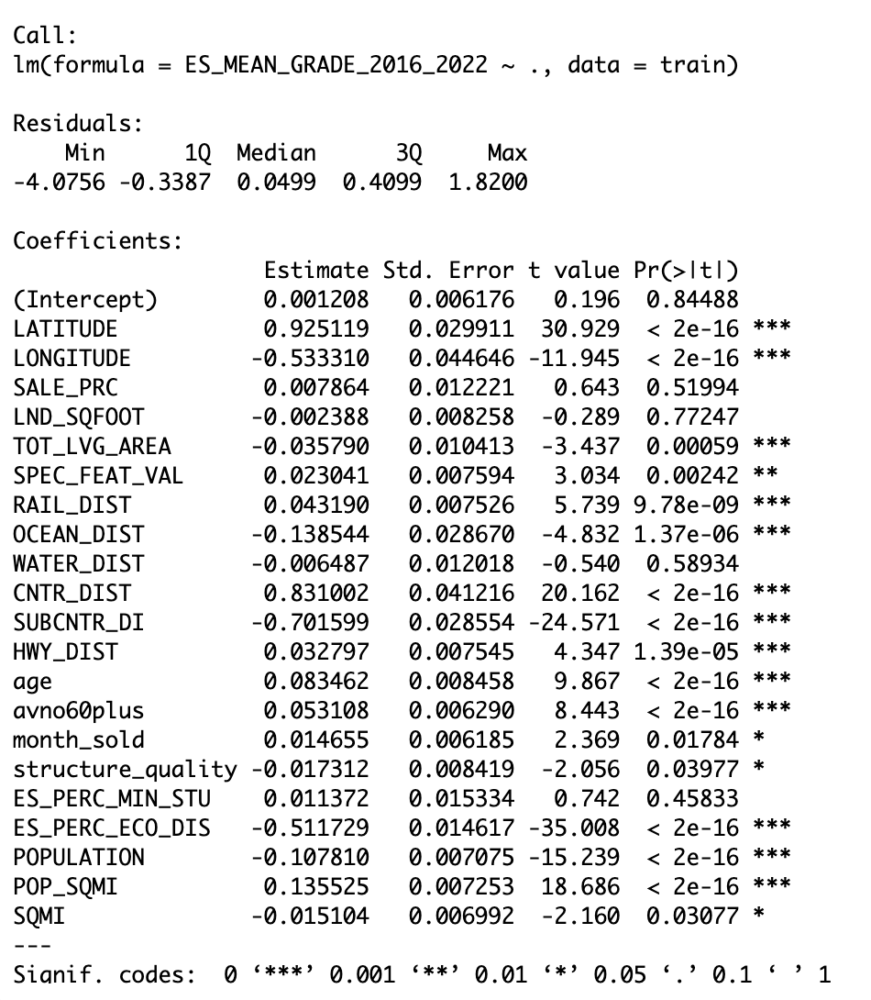 Call:
lm(formula = ES_MEAN_GRADE_2016_2022 ~ ., data = train)
Residuals:
    Min      1Q  Median      3Q     Max
-4.0756 -0.3387  0.0499  0.4099  1.8200
Coefficients:
                   Estimate Std. Error t value Pr(>|t|)
(Intercept)        0.001208   0.006176   0.196  0.84488
LATITUDE           0.925119   0.029911  30.929  < 2e-16 ***
LONGITUDE         -0.533310   0.044646 -11.945  < 2e-16 ***
SALE_PRC           0.007864   0.012221   0.643  0.51994
LND_SQFOOT        -0.002388   0.008258  -0.289  0.77247
TOT_LVG_AREA      -0.035790   0.010413  -3.437  0.00059 ***
SPEC_FEAT_VAL      0.023041   0.007594   3.034  0.00242 **
RAIL_DIST          0.043190   0.007526   5.739 9.78e-09 ***
OCEAN_DIST        -0.138544   0.028670  -4.832 1.37e-06 ***
WATER_DIST        -0.006487   0.012018  -0.540  0.58934
CNTR_DIST          0.831002   0.041216  20.162  < 2e-16 ***
SUBCNTR_DI        -0.701599   0.028554 -24.571  < 2e-16 ***
HWY_DIST           0.032797   0.007545   4.347 1.39e-05 ***
age                0.083462   0.008458   9.867  < 2e-16 ***
avno60plus         0.053108   0.006290   8.443  < 2e-16 ***
month_sold         0.014655   0.006185   2.369  0.01784 *
structure_quality -0.017312   0.008419  -2.056  0.03977 *
ES_PERC_MIN_STU    0.011372   0.015334   0.742  0.45833
ES_PERC_ECO_DIS   -0.511729   0.014617 -35.008  < 2e-16 ***
POPULATION        -0.107810   0.007075 -15.239  < 2e-16 ***
POP_SQMI           0.135525   0.007253  18.686  < 2e-16 ***
SQMI              -0.015104   0.006992  -2.160  0.03077 *
---
Signif. codes:  0 ‘***’ 0.001 ‘**’ 0.01 ‘*’ 0.05 ‘.’ 0.1 ‘ ’ 1